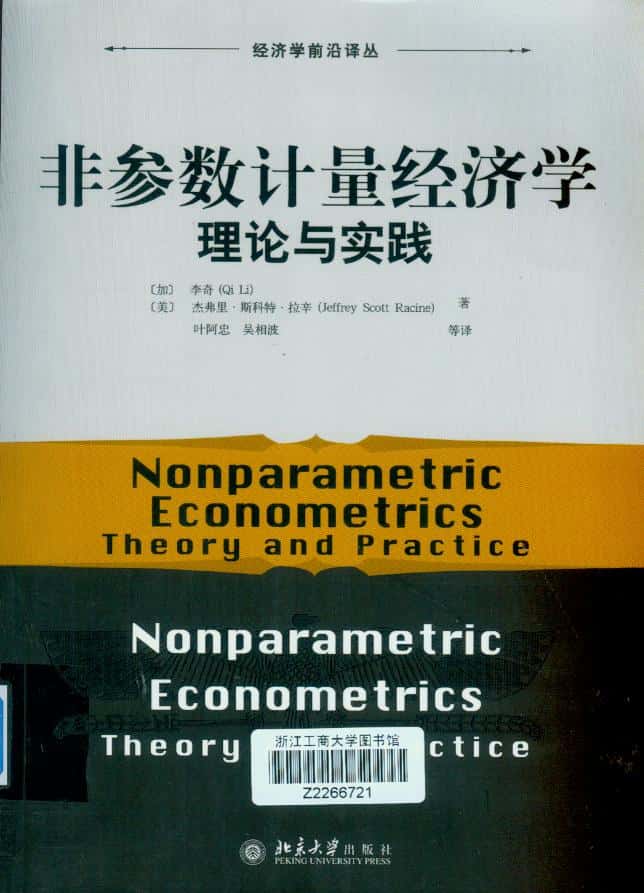 经济学前沿译丛
非参数计量经济学
理论与实践
〔加〕 李奇 (Qi Li)
〔美〕 杰弗里·斯科特·拉辛 (Jeffrey Scott Racine) 著
叶阿忠 吴相波 等译
Nonparametric
Econometrics
Theory and Practice
Nonparametric
Econometrics
Theory ctice
浙江工商大学图书馆
Z2266721
北京大学出版社
PEKING UNIVERSITY PRESS